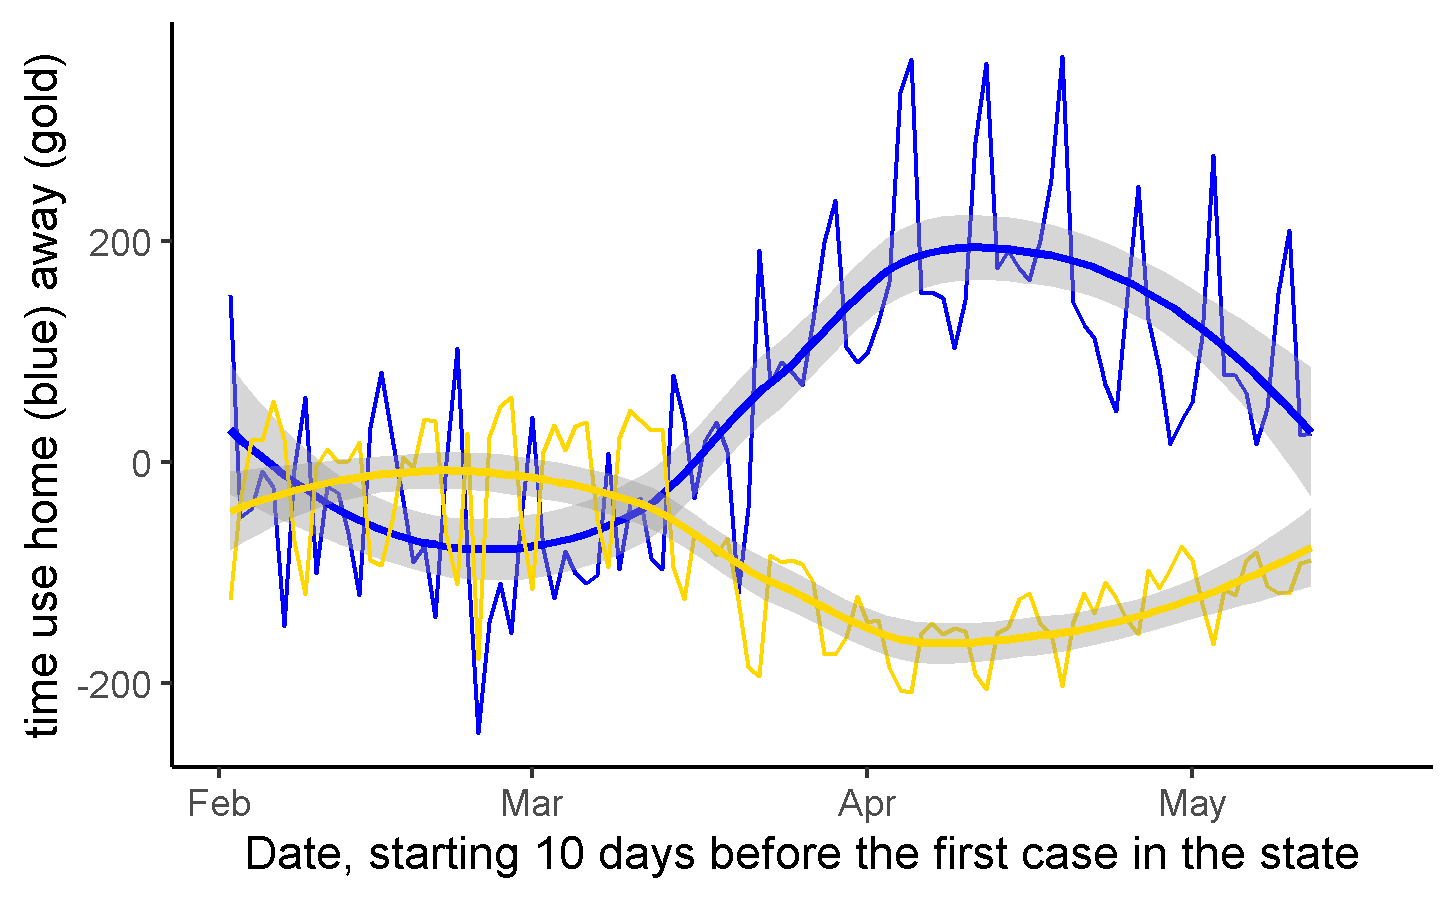 time use home (blue) away (gold)
200
0
-200
Feb Mar Apr May
Date, starting 10 days before the first case in the state